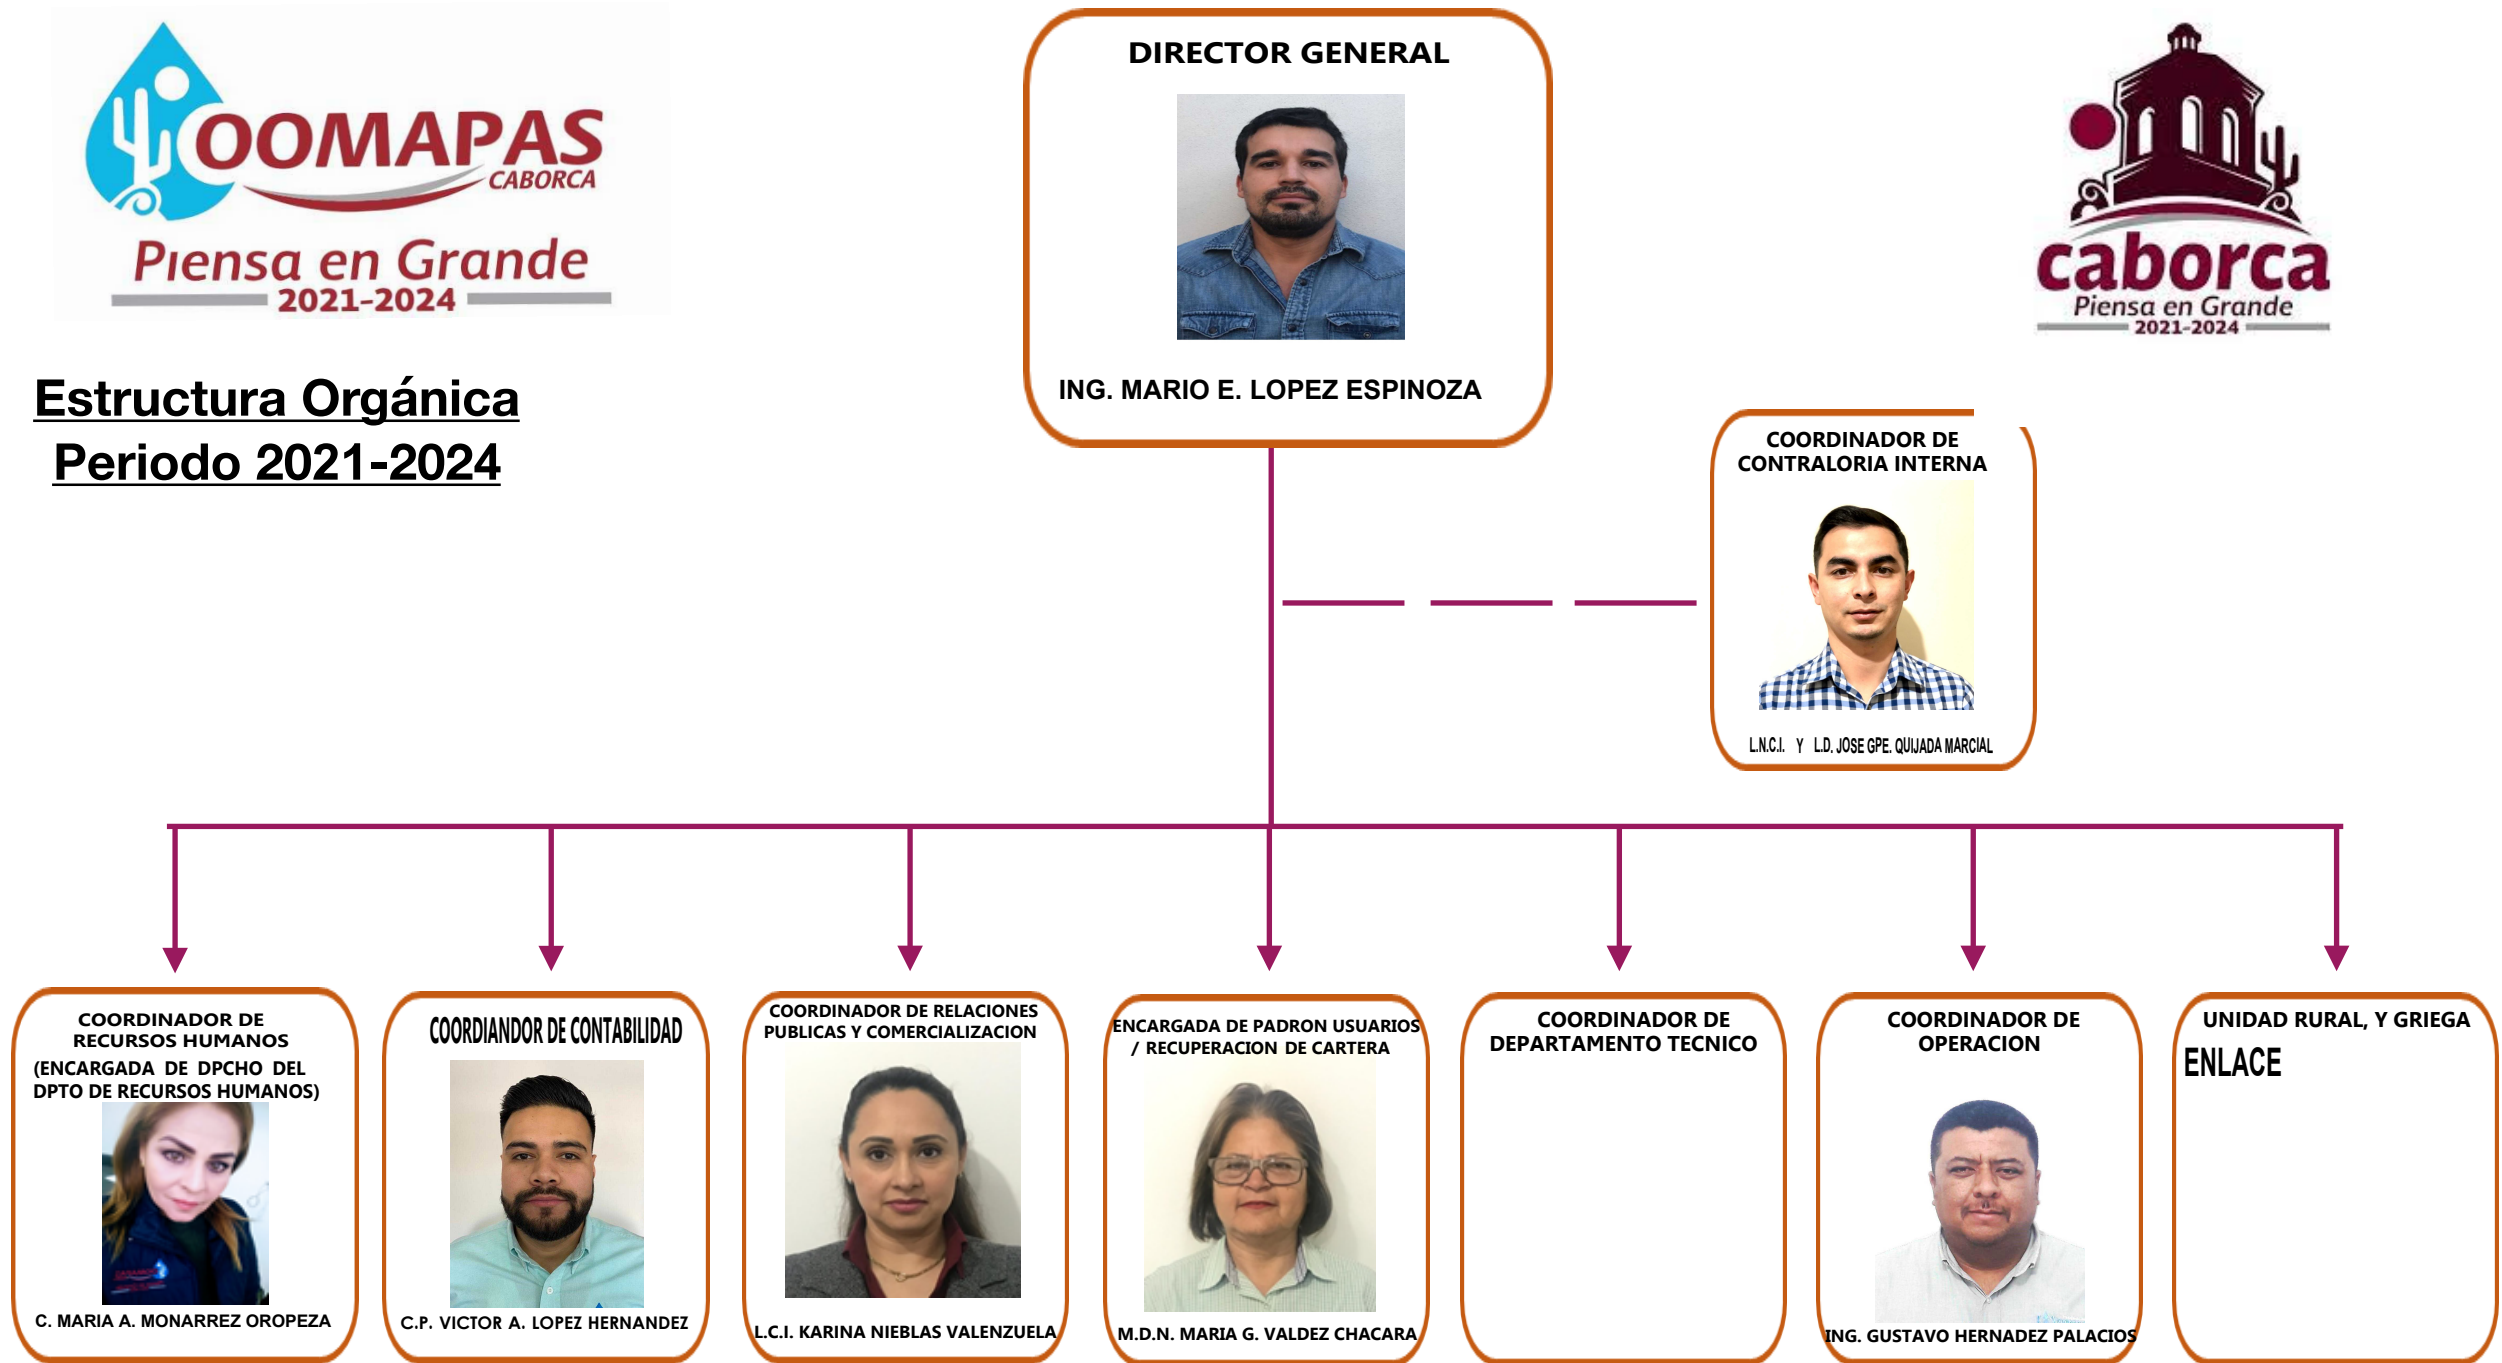 COOMAPAS
CABORCA
Piensa en Grande
2021-2024
DIRECTOR GENERAL
ING. MARIO E. LOPEZ ESPINOZA
caborca
Piensa en Grande
2021-2024
Estructura Orgánica
Periodo 2021-2024
COORDINADOR DE
CONTRALORIA INTERNA
L.N.C.I. Y L.D. JOSE GPE. QUIJADA MARCIAL
COORDINADOR DE
RECURSOS HUMANOS
(ENCARGADA DE DPCHO DEL
DPTO DE RECURSOS HUMANOS)
C. MARIA A. MONARREZ OROPEZA
COORDIANDOR DE CONTABILIDAD
C.P. VICTOR A. LOPEZ HERNANDEZ
COORDINADOR DE RELACIONES
PUBLICAS Y COMERCIALIZACION
L.C.I. KARINA NIEBLAS VALENZUELA
ENCARGADA DE PADRON USUARIOS
/ RECUPERACION DE CARTERA
M.D.N. MARIA G. VALDEZ CHACARA
COORDINADOR DE
DEPARTAMENTO TECNICO
COORDINADOR DE
OPERACION
ING. GUSTAVO HERNADEZ PALACIOS
UNIDAD RURAL, Y GRIEGA
ENLACE